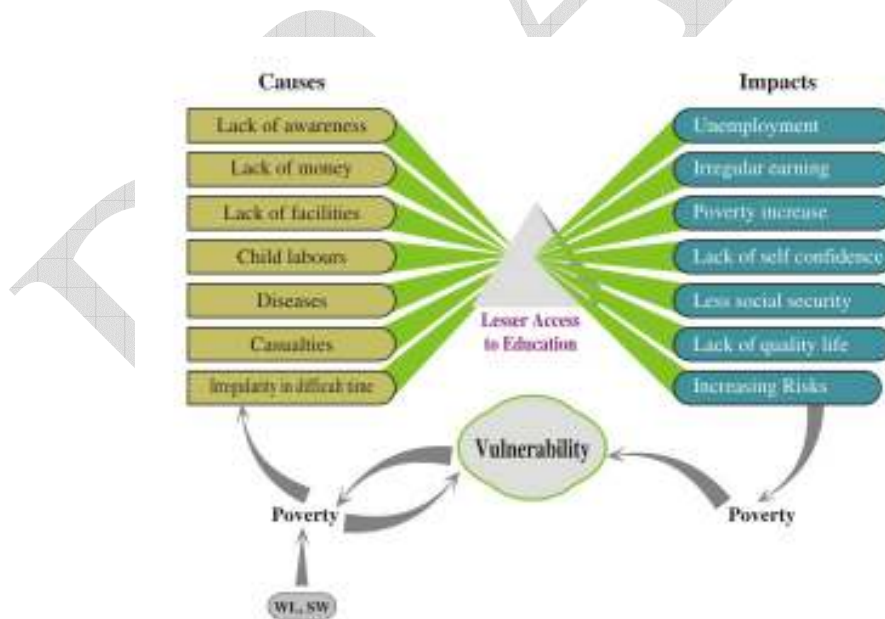 Causes
Impacts
Lack of awareness
Lack of money
Lack of facilities
Child labours
Diseases
Casualties
Irregularity in difficult time
Unemployment
Irregular earning
Poverty increase
Lack of self confidence
Less social security
Lack of quality life
Increasing Risks
Lesser Access
to Education
Vulnerability
Poverty
Poverty
WL, SW